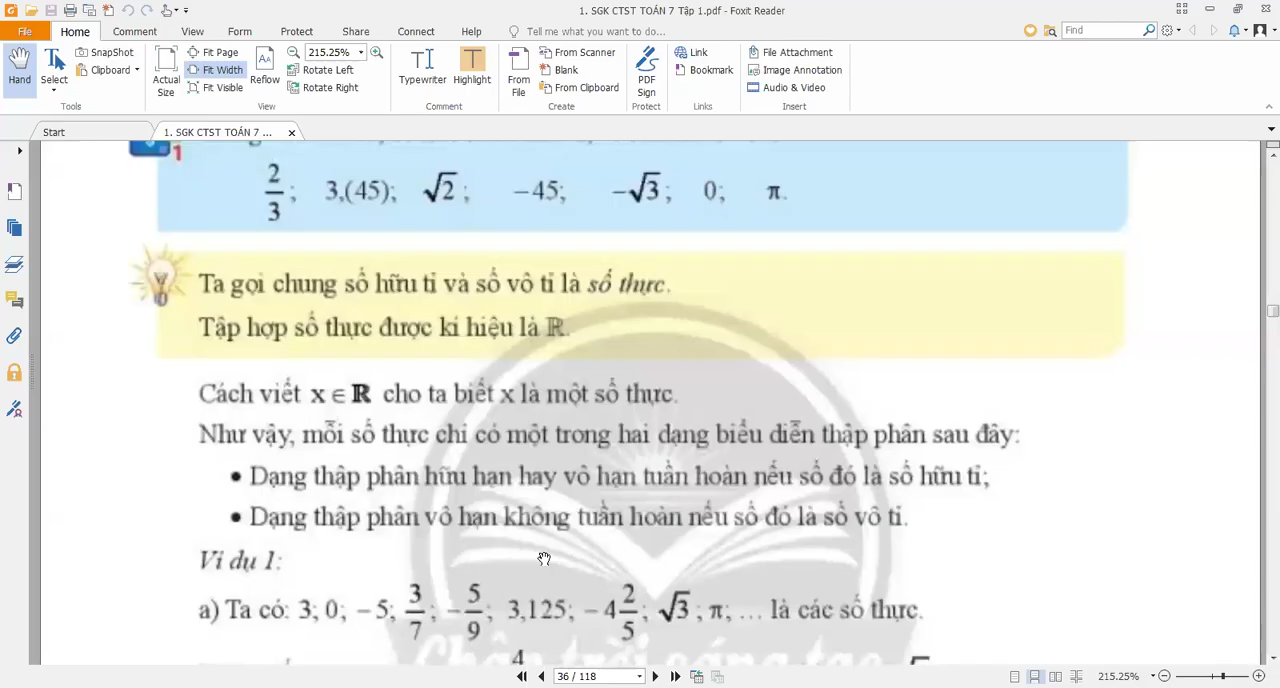 1. SGK CTST TOÁN 7 Tập 1.pdf - Foxit Reader
File Home Comment View Form Protect Share Connect Help Tell me what you want to do... Find
Hand Select SnapShot Clipboard Actual Size Fit Page Fit Width Fit Visible Reflow 215.25% Rotate Left Rotate Right Typewriter Highlight From File From Scanner Blank From Clipboard PDF Sign Link Bookmark File Attachment Image Annotation Audio & Video
Tools View Comment Create Protect Links Insert
Start 1. SGK CTST TOÁN 7 ...
1
2/3; 3,(45); √2; −45; −√3; 0; π.
Ta gọi chung số hữu tỉ và số vô tỉ là số thực.
Tập hợp số thực được kí hiệu là ℝ.
Cách viết x ∈ ℝ cho ta biết x là một số thực.
Như vậy, mỗi số thực chỉ có một trong hai dạng biểu diễn thập phân sau đây:
• Dạng thập phân hữu hạn hay vô hạn tuần hoàn nếu số đó là số hữu tỉ;
• Dạng thập phân vô hạn không tuần hoàn nếu số đó là số vô tỉ.
Ví dụ 1:
a) Ta có: 3; 0; −5; 3/7; −5/9; 3,125; −4 2/5; √3; π; … là các số thực.
4
36 / 118 215.25%